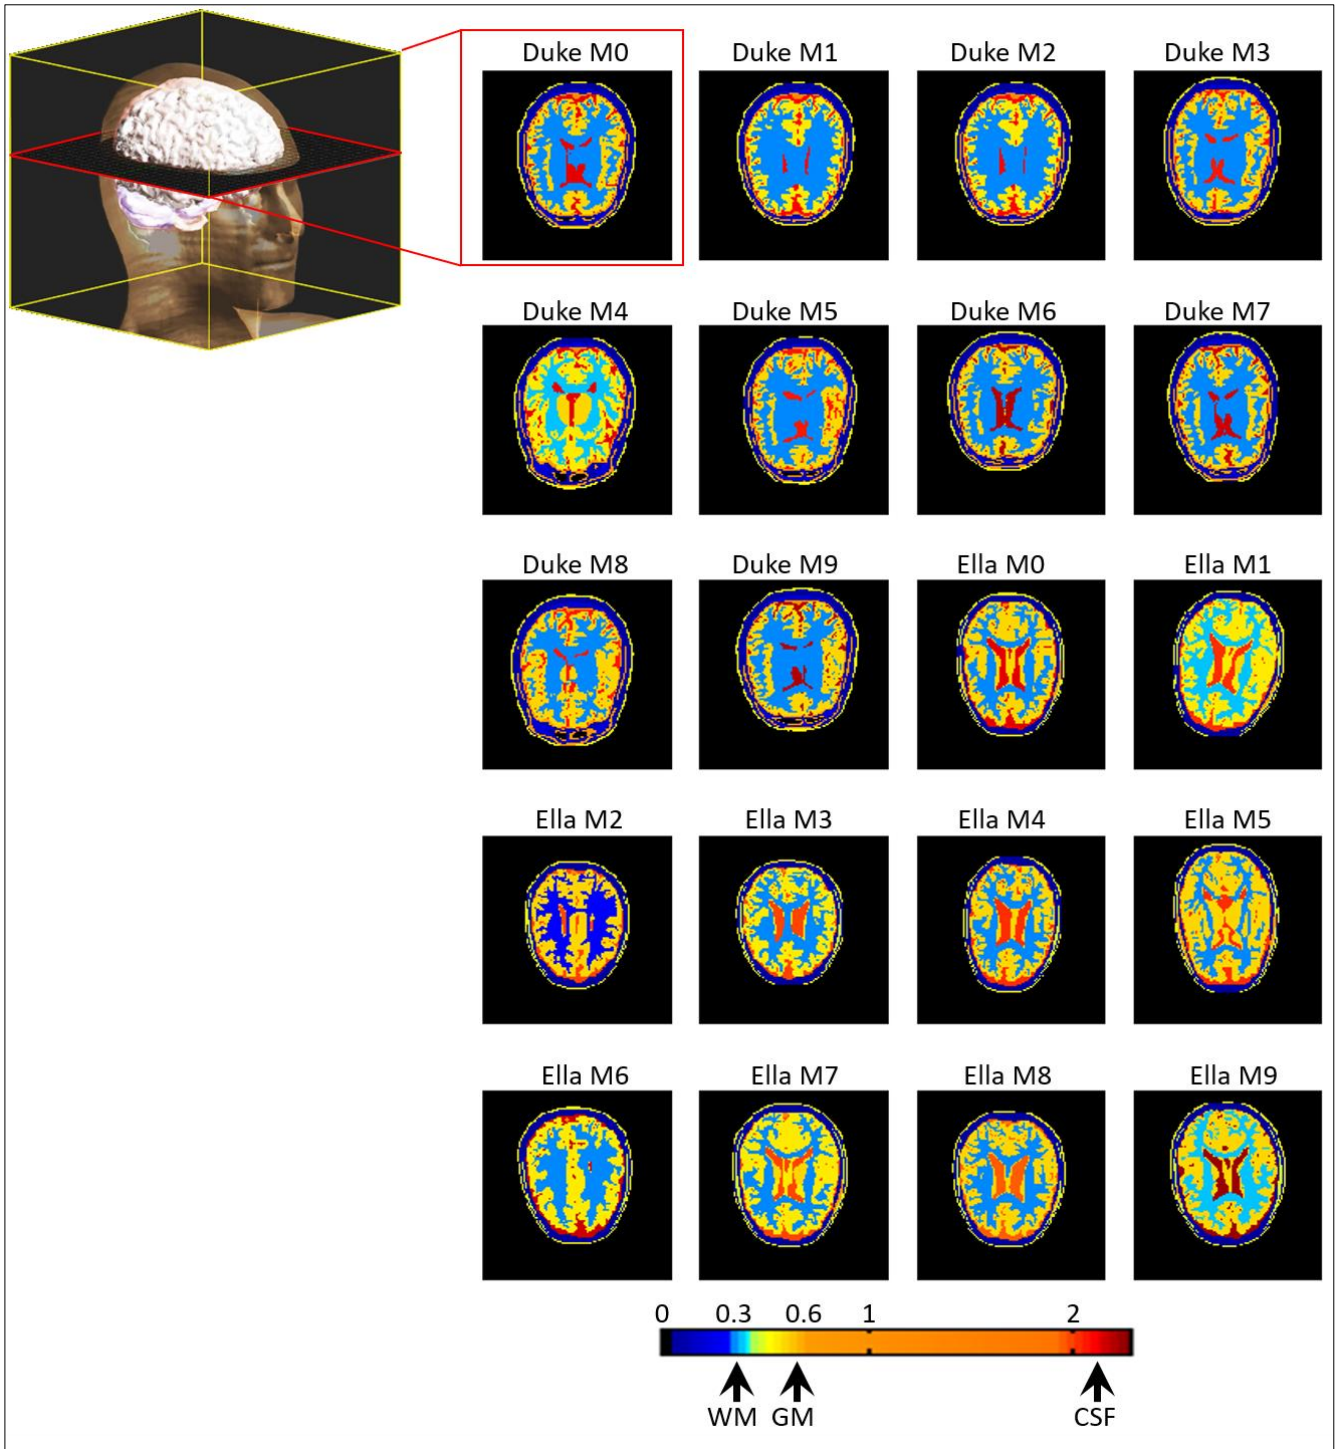 Duke M0 Duke M1 Duke M2 Duke M3
Duke M4 Duke M5 Duke M6 Duke M7
Duke M8 Duke M9 Ella M0 Ella M1
Ella M2 Ella M3 Ella M4 Ella M5
Ella M6 Ella M7 Ella M8 Ella M9
0 0.3 0.6 1 2
WM GM CSF